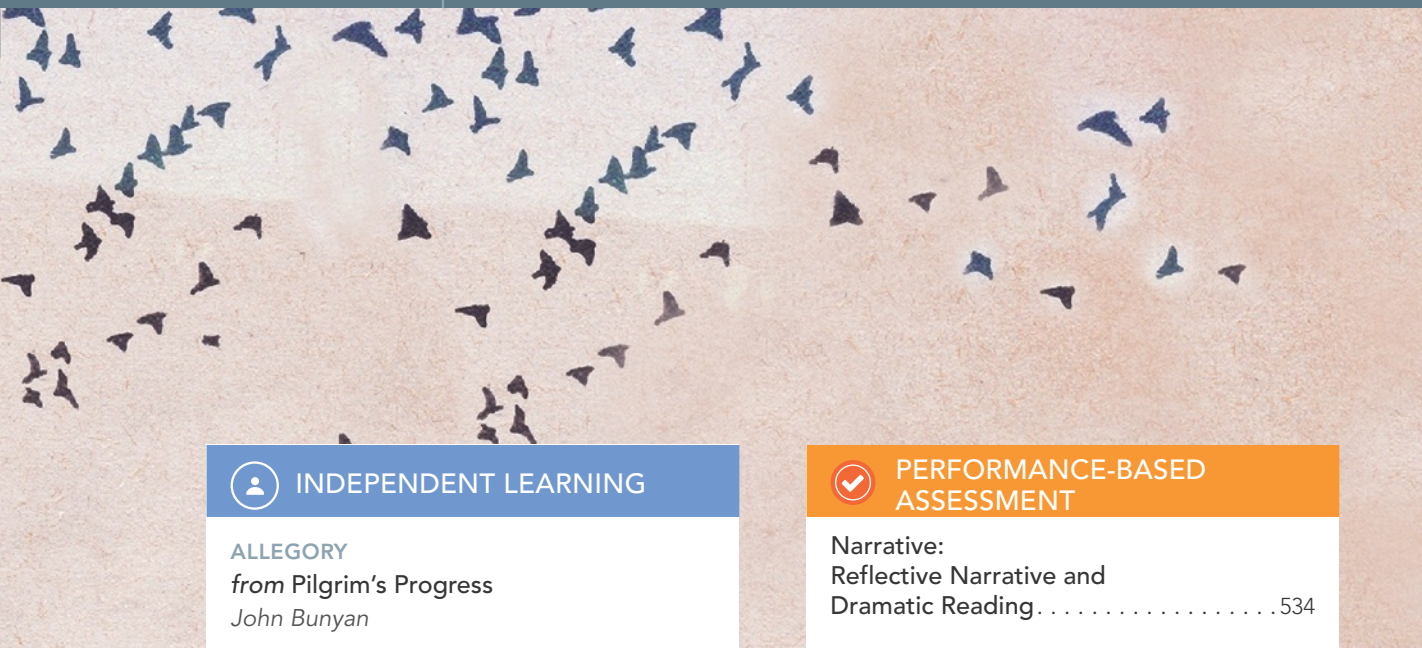 INDEPENDENT LEARNING
ALLEGORY
from Pilgrim’s Progress
John Bunyan
PERFORMANCE-BASED
ASSESSMENT
Narrative:
Reflective Narrative and
Dramatic Reading. . . . . . . . . . . . . . . . . .534